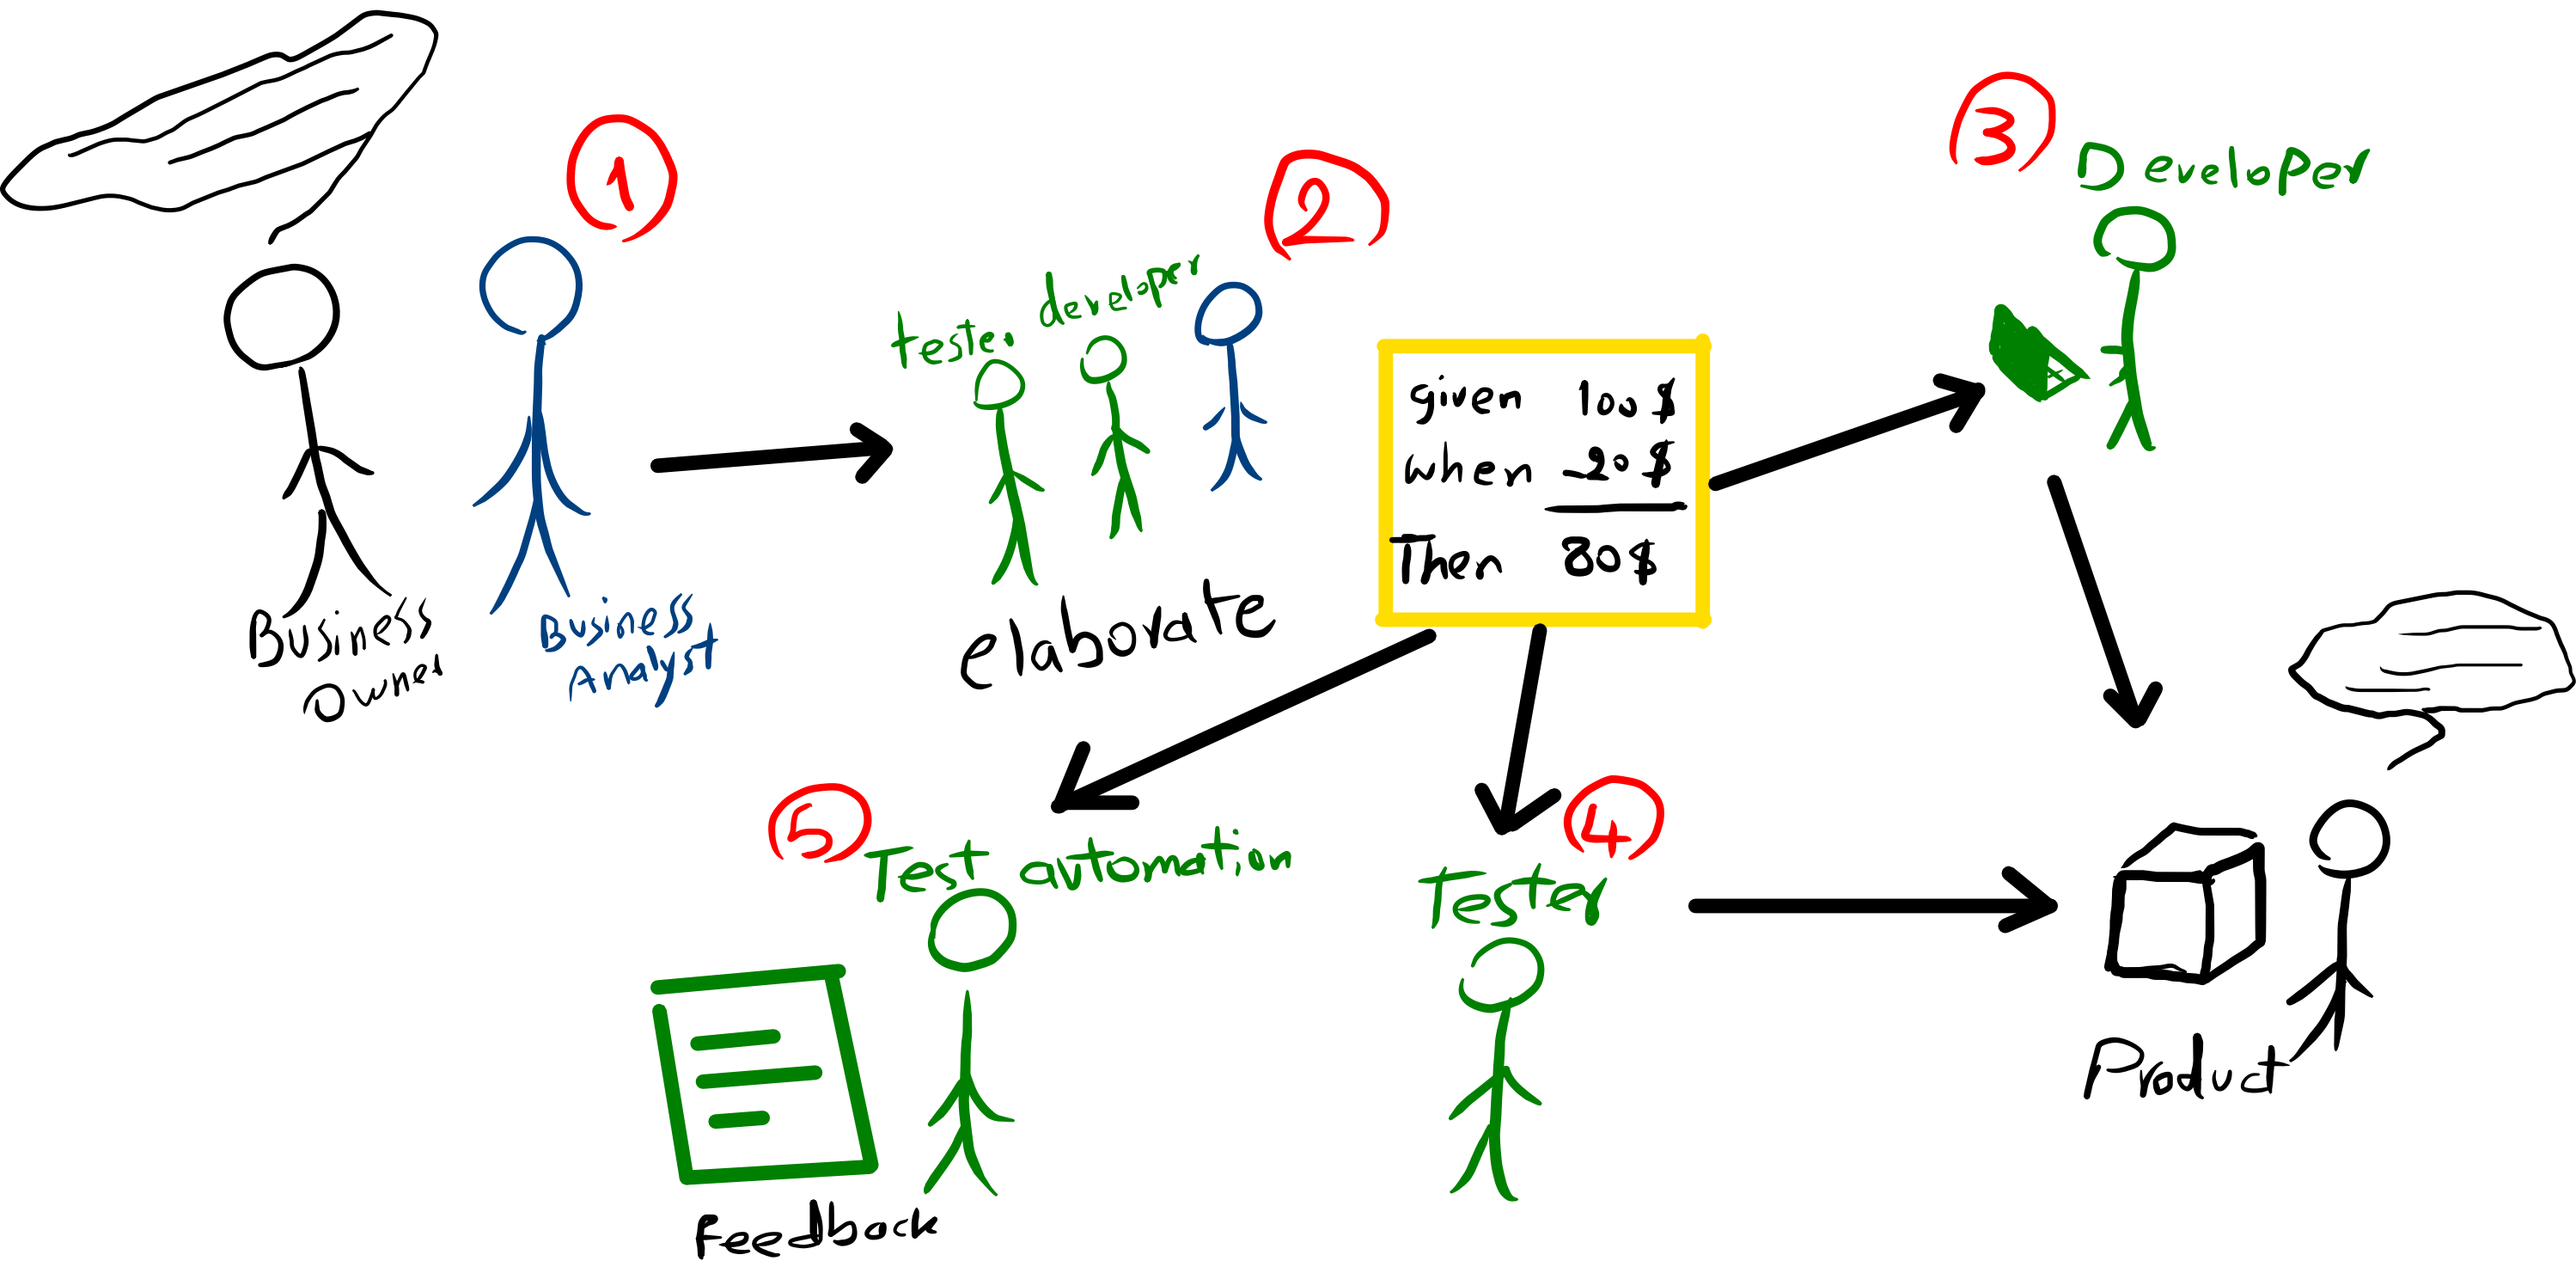 1
Business
Owner
Business
Analyst
2
tester developer
elaborate
given 100 $
when -20 $
Then 80 $
3
Developer
4
Tester
5
Test automation
Feedback
Product